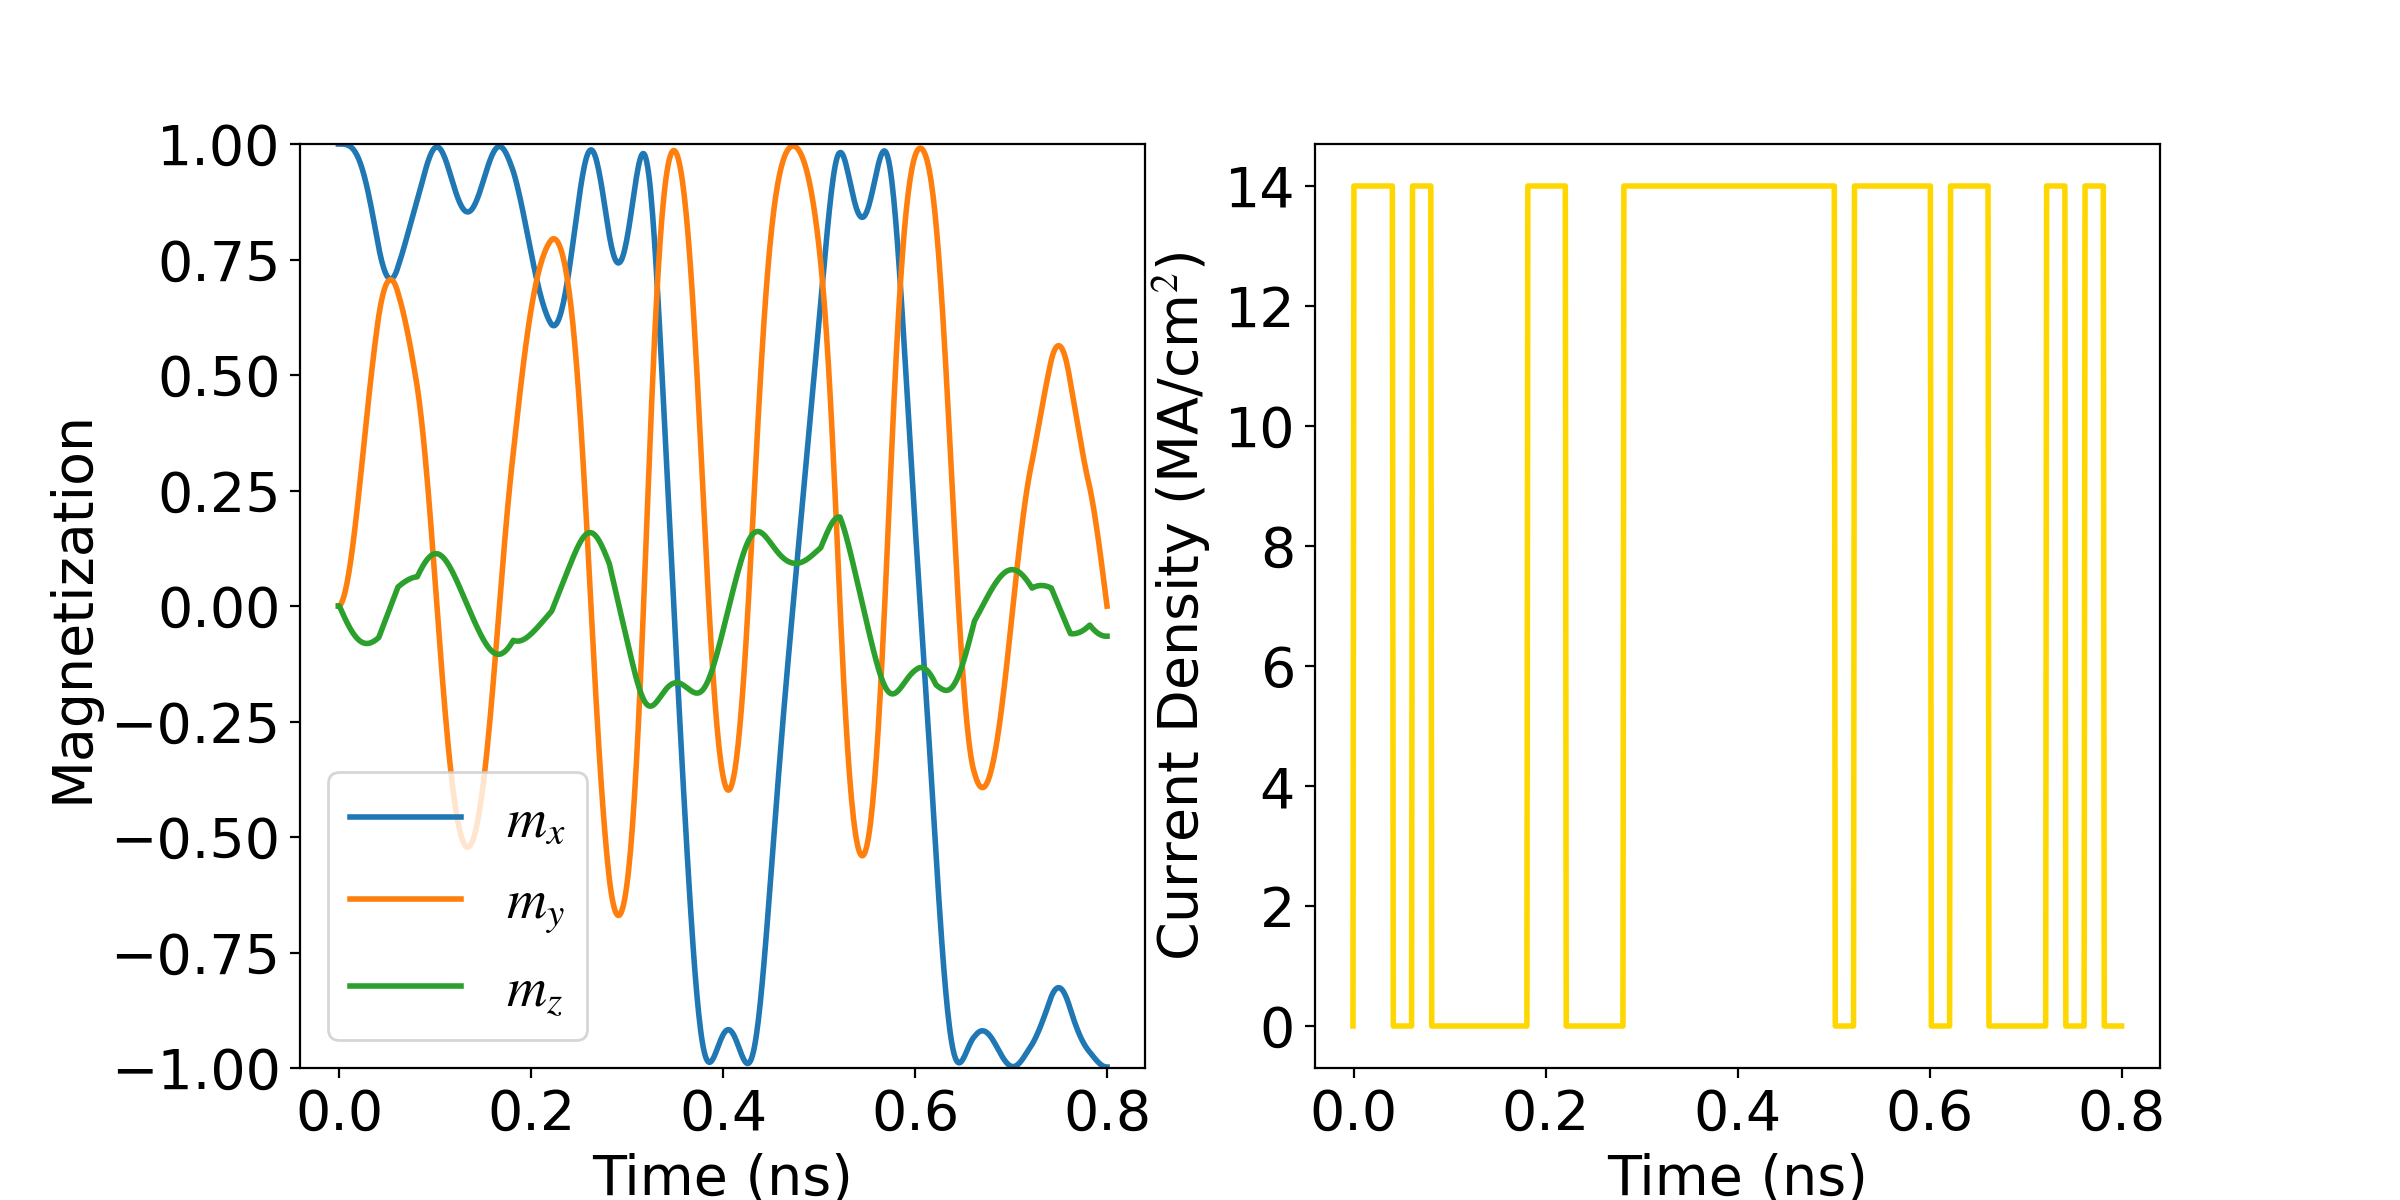 1.00
0.75
0.50
0.25
0.00
−0.25
−0.50
−0.75
−1.00
Magnetization
m_x
m_y
m_z
0.0 0.2 0.4 0.6 0.8
Time (ns)
14
12
10
8
6
4
2
0
Current Density (MA/cm²)
0.0 0.2 0.4 0.6 0.8
Time (ns)